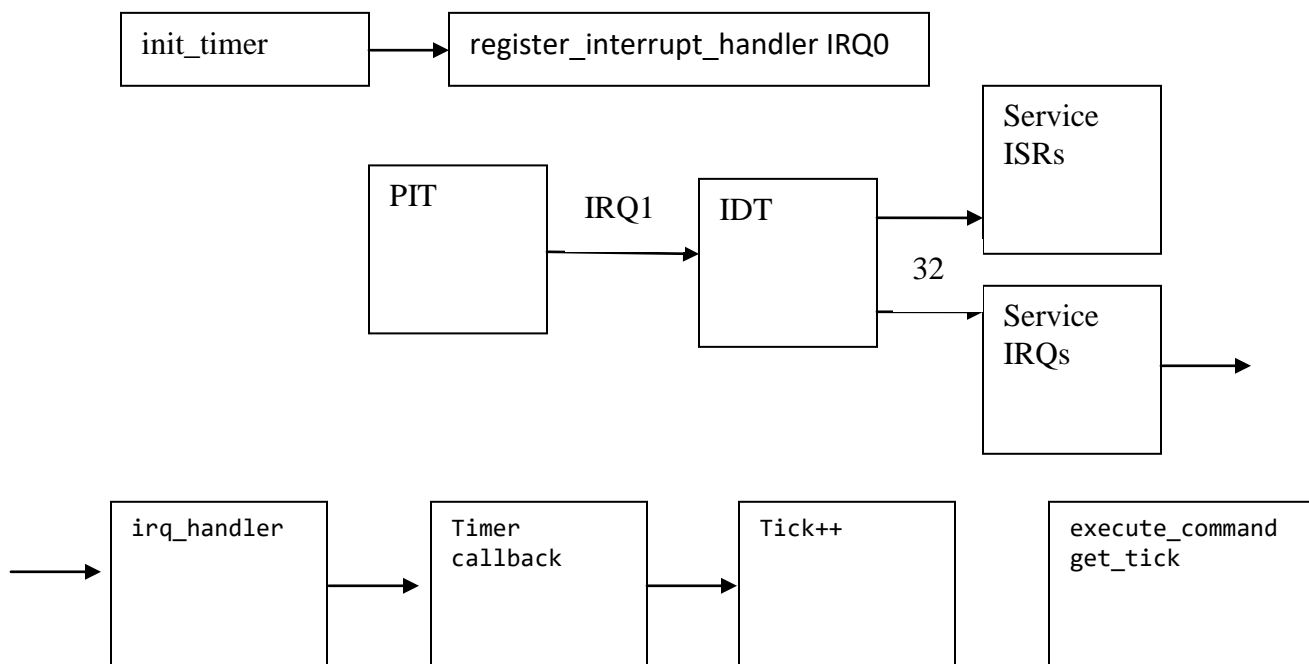 init_timer
register_interrupt_handler IRQ0
Service
ISRs
PIT
IRQ1
IDT
32
Service
IRQs
irq_handler
Timer
callback
Tick++
execute_command
get_tick